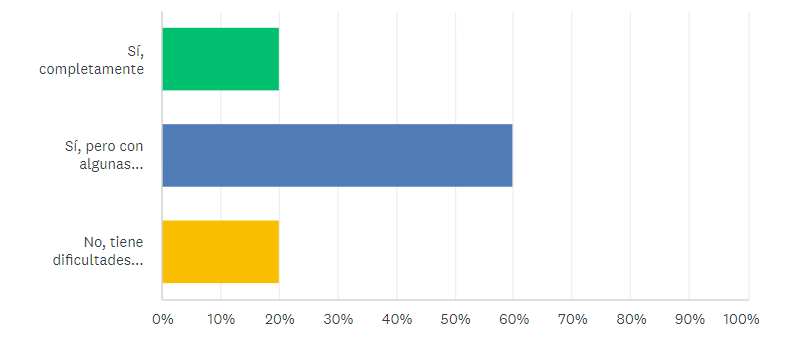 Sí,
completamente
Sí, pero con
algunas...
No, tiene
dificultades...
0% 10% 20% 30% 40% 50% 60% 70% 80% 90% 100%